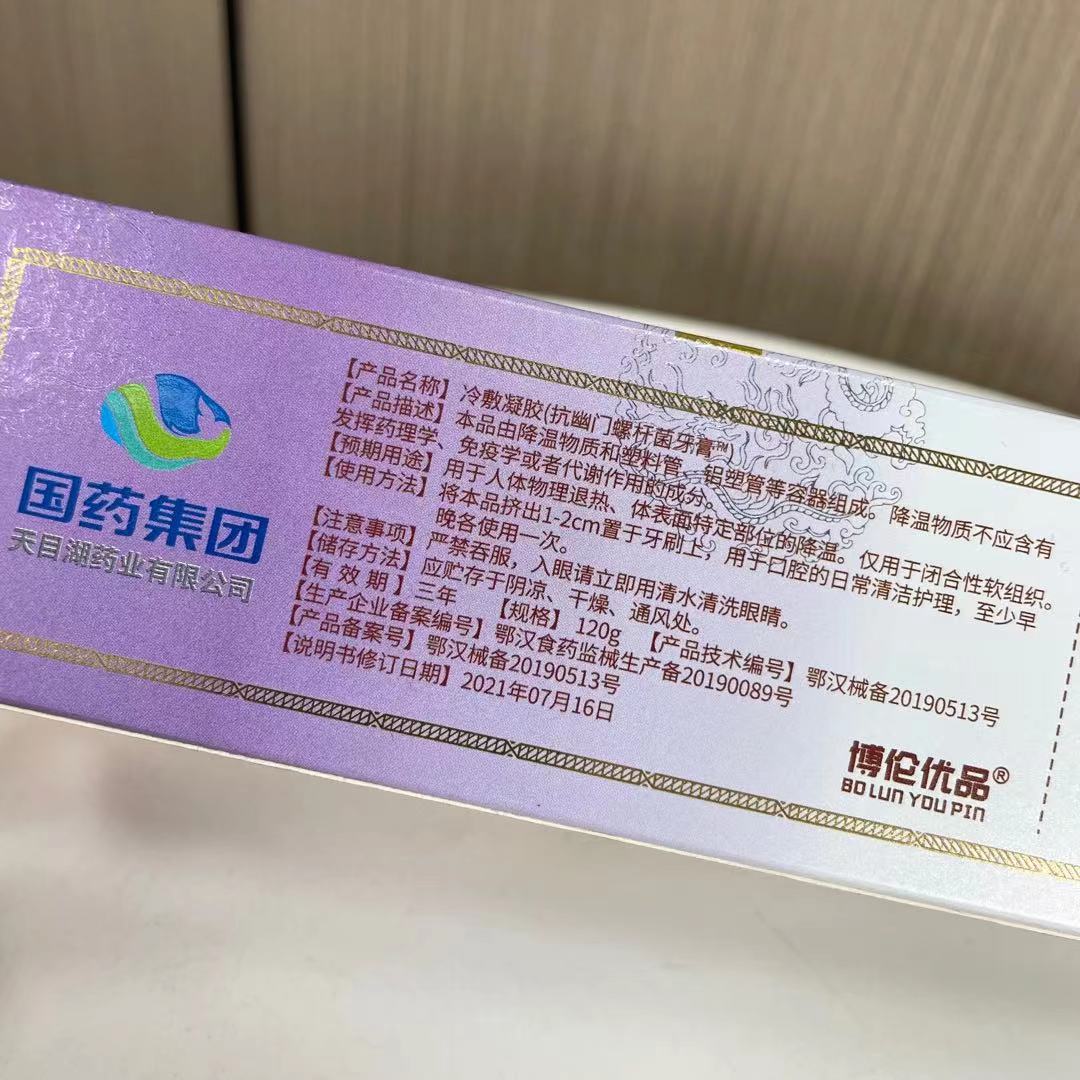 国药集团
天目湖药业有限公司
【产品名称】冷敷凝胶(抗幽门螺杆菌牙膏™
【产品描述】本品由降温物质和塑料管、铝塑管等容器组成。降温物质不应含有
发挥药理学、免疫学或者代谢作用的成分。
【预期用途】用于人体物理退热、体表面特定部位的降温。仅用于闭合性软组织。
【使用方法】将本品挤出1-2cm置于牙刷上，用于口腔的日常清洁护理，至少早
晚各使用一次。
【注意事项】严禁吞服，入眼请立即用清水清洗眼睛。
【储存方法】应贮存于阴凉、干燥、通风处。
【有 效 期】三年 【规格】120g 【产品技术编号】鄂汉械备20190513号
【生产企业备案编号】鄂汉食药监械生产备20190089号
【产品备案号】鄂汉械备20190513号
【说明书修订日期】2021年07月16日
博伦优品®
BOLUN YOUPIN